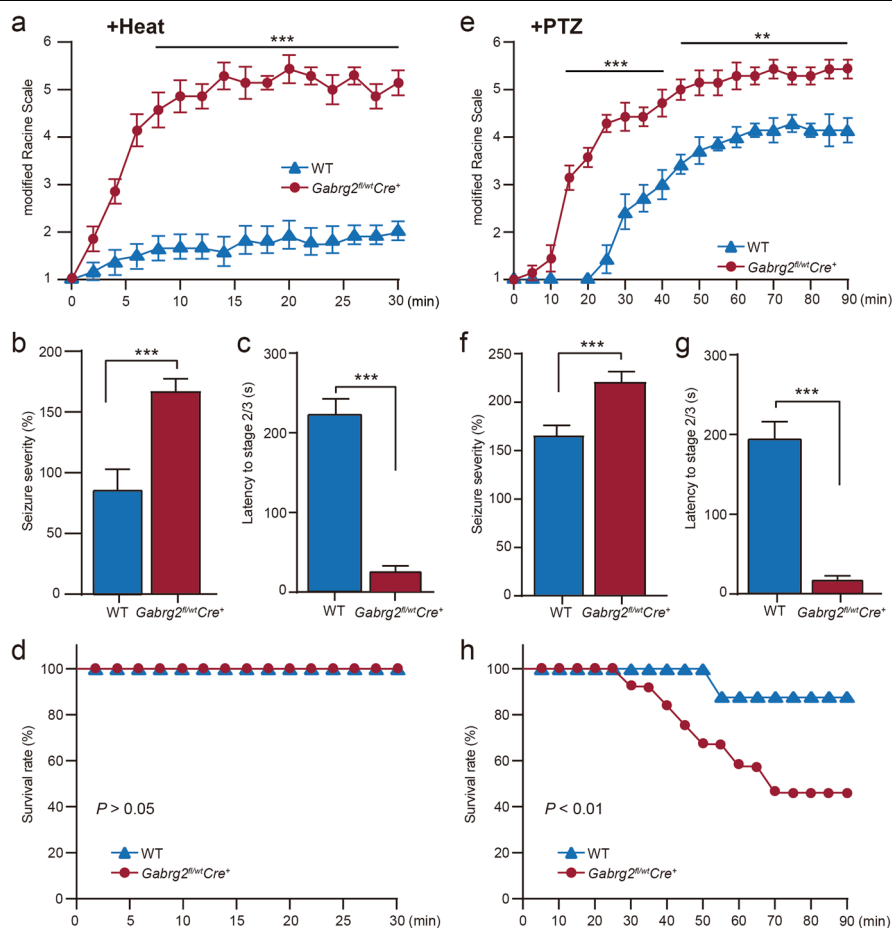 a +Heat
***
modified Racine Scale
6
5
4
3
2
1
WT
Gabrg2fl/wtCre+
0 5 10 15 20 25 30 (min)
e +PTZ
***
**
modified Racine Scale
6
5
4
3
2
1
WT
Gabrg2fl/wtCre+
0 10 20 30 40 50 60 70 80 90 (min)
b
***
Seizure severity (%)
200
150
100
50
0
WT Gabrg2fl/wtCre+
c
***
Latency to stage 2/3 (s)
300
200
100
0
WT Gabrg2fl/wtCre+
f
***
Seizure severity (%)
250
200
150
100
50
0
WT Gabrg2fl/wtCre+
g
***
Latency to stage 2/3 (s)
300
200
100
0
WT Gabrg2fl/wtCre+
d
Survival rate (%)
100
80
60
40
20
0
P > 0.05
WT
Gabrg2fl/wtCre+
0 5 10 15 20 25 30 (min)
h
Survival rate (%)
100
80
60
40
20
0
P < 0.01
WT
Gabrg2fl/wtCre+
0 10 20 30 40 50 60 70 80 90 (min)